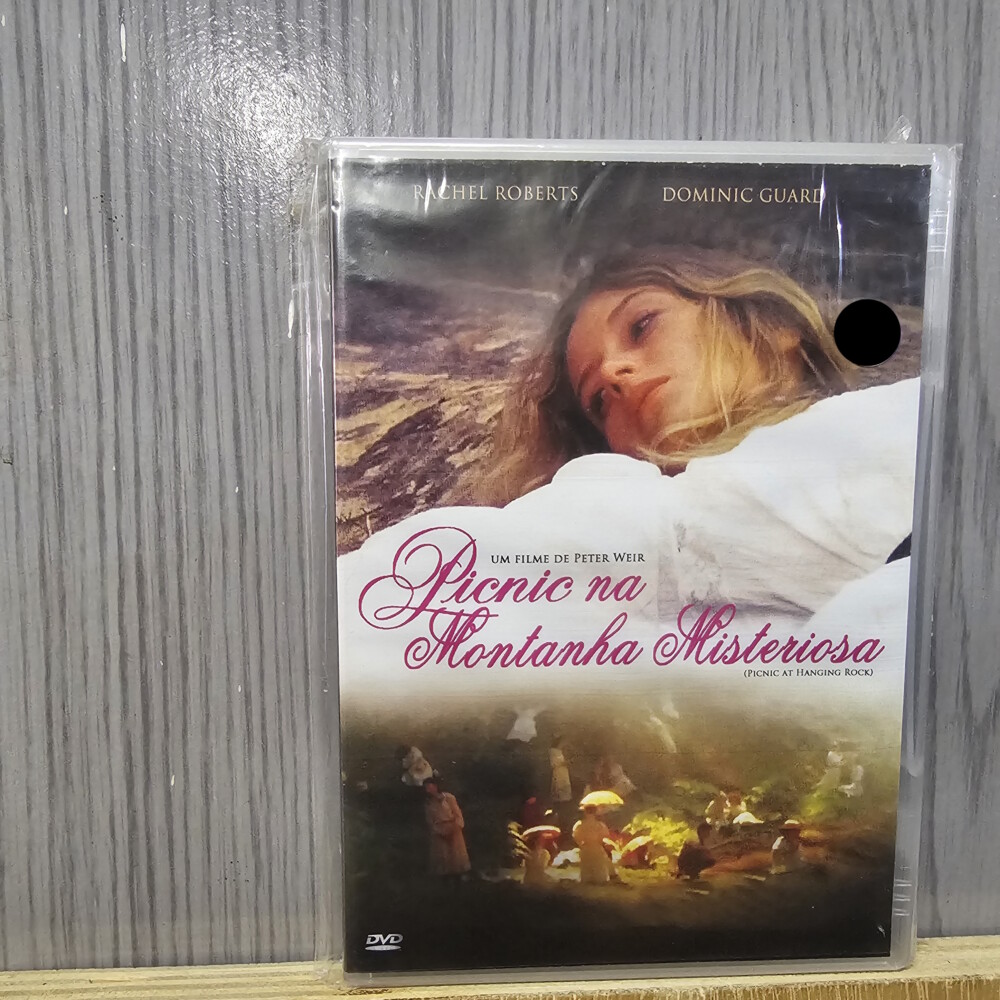 RACHEL ROBERTS DOMINIC GUARD
UM FILME DE PETER WEIR
Picnic na
Montanha Misteriosa
(PICNIC AT HANGING ROCK)
DVD